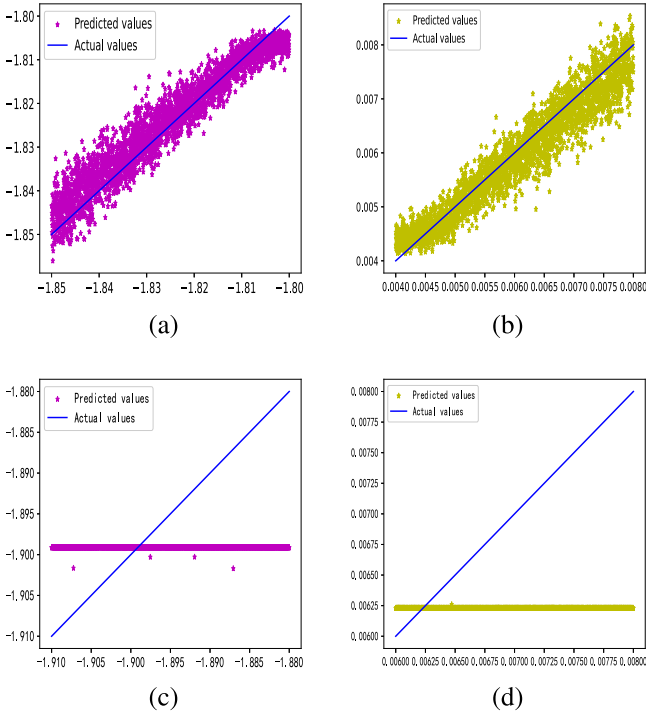 Predicted values
Actual values
-1.80
-1.81
-1.82
-1.83
-1.84
-1.85
-1.85 -1.84 -1.83 -1.82 -1.81 -1.80
(a)
Predicted values
Actual values
0.008
0.007
0.006
0.005
0.004
0.0040 0.0045 0.0050 0.0055 0.0060 0.0065 0.0070 0.0075 0.0080
(b)
Predicted values
Actual values
-1.880
-1.885
-1.890
-1.895
-1.900
-1.905
-1.910
-1.910 -1.905 -1.900 -1.895 -1.890 -1.885 -1.880
(c)
Predicted values
Actual values
0.00800
0.00775
0.00750
0.00725
0.00700
0.00675
0.00650
0.00625
0.00600
0.00600 0.00625 0.00650 0.00675 0.00700 0.00725 0.00750 0.00775 0.00800
(d)